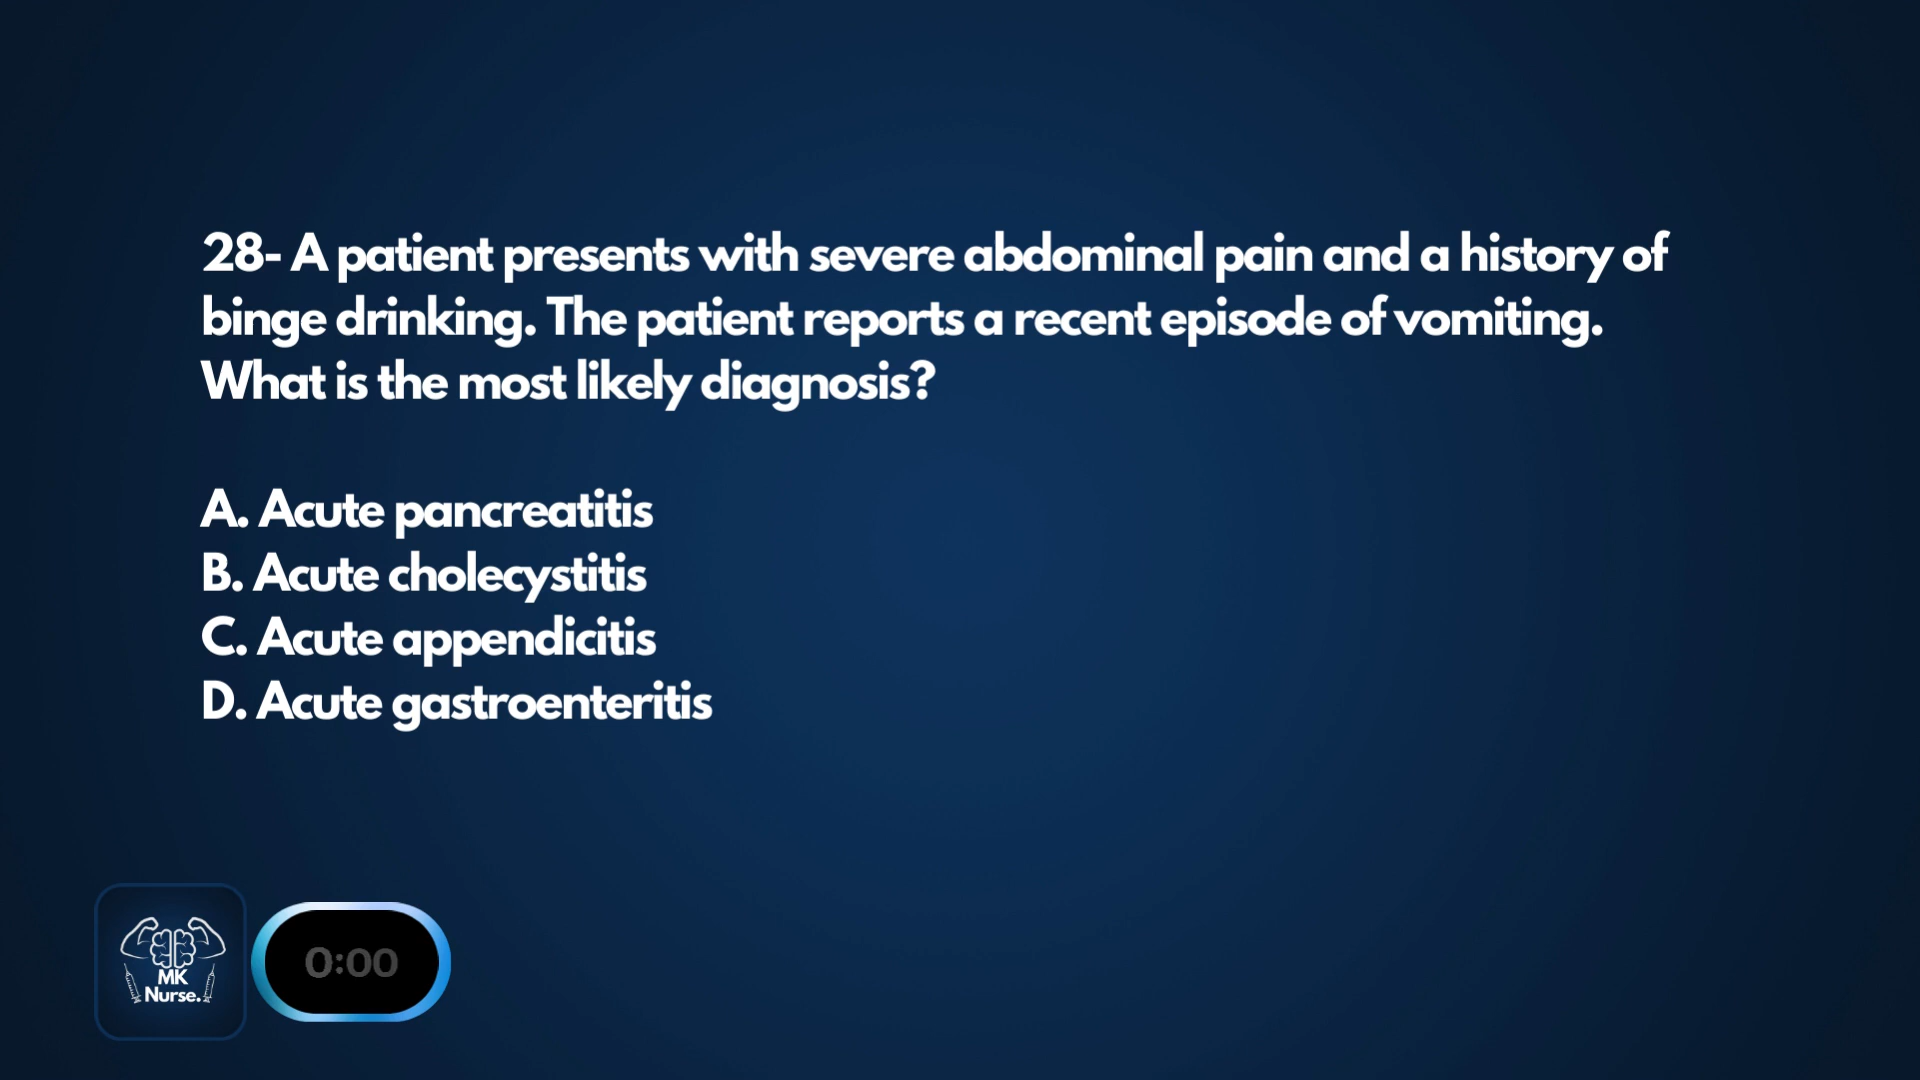 28- A patient presents with severe abdominal pain and a history of
binge drinking. The patient reports a recent episode of vomiting.
What is the most likely diagnosis?
A. Acute pancreatitis
B. Acute cholecystitis
C. Acute appendicitis
D. Acute gastroenteritis
MK
Nurse.
0:00